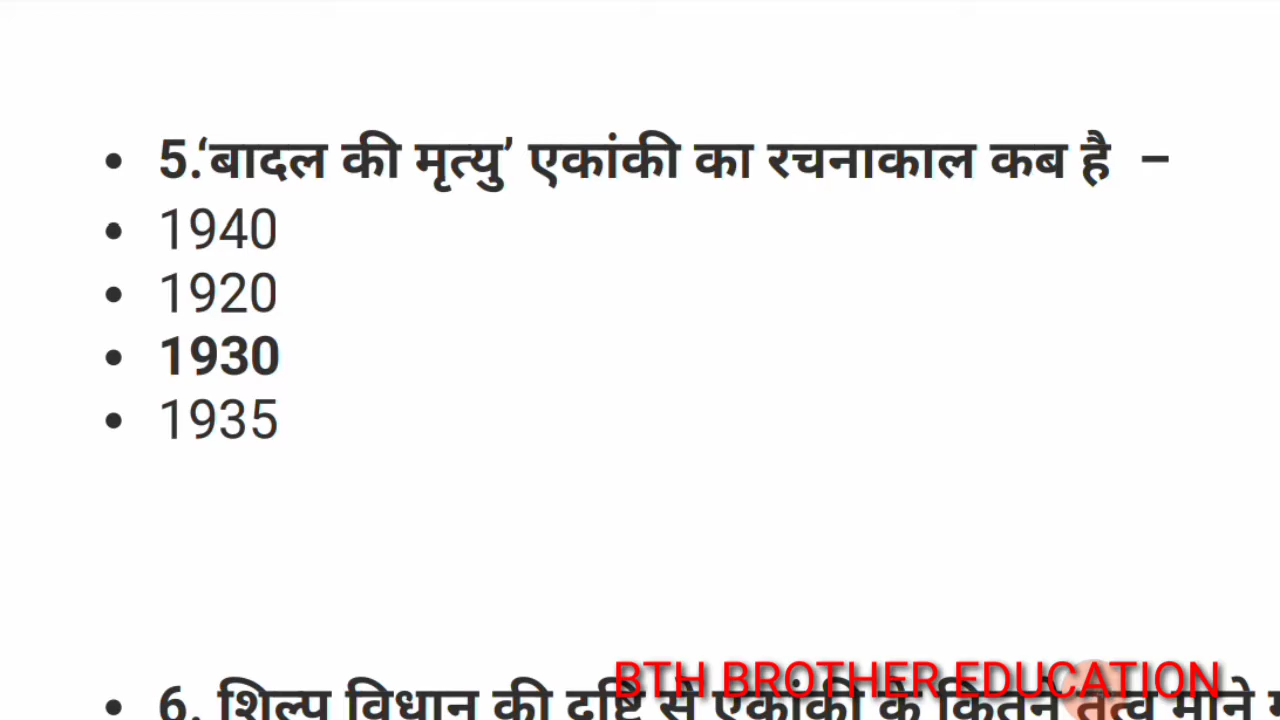 • 5.‘बादल की मृत्यु’ एकांकी का रचनाकाल कब है –
• 1940
• 1920
• 1930
• 1935
• 6. शिल्प विधान की दृष्टि से एकांकी के कितने तत्व माने
BTH BROTHER EDUCATION